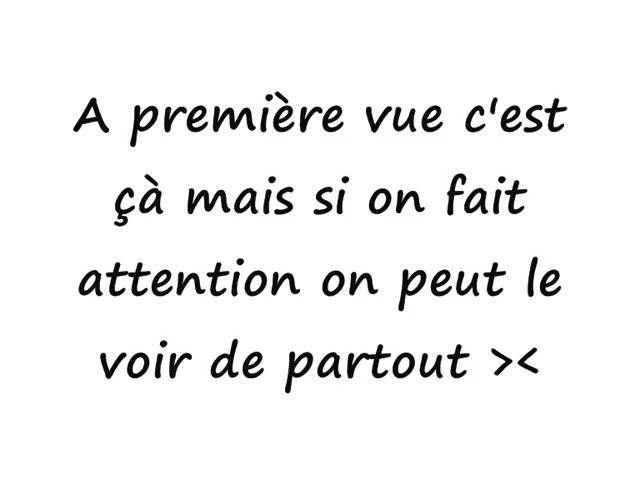 A première vue c'est
çà mais si on fait
attention on peut le
voir de partout ><